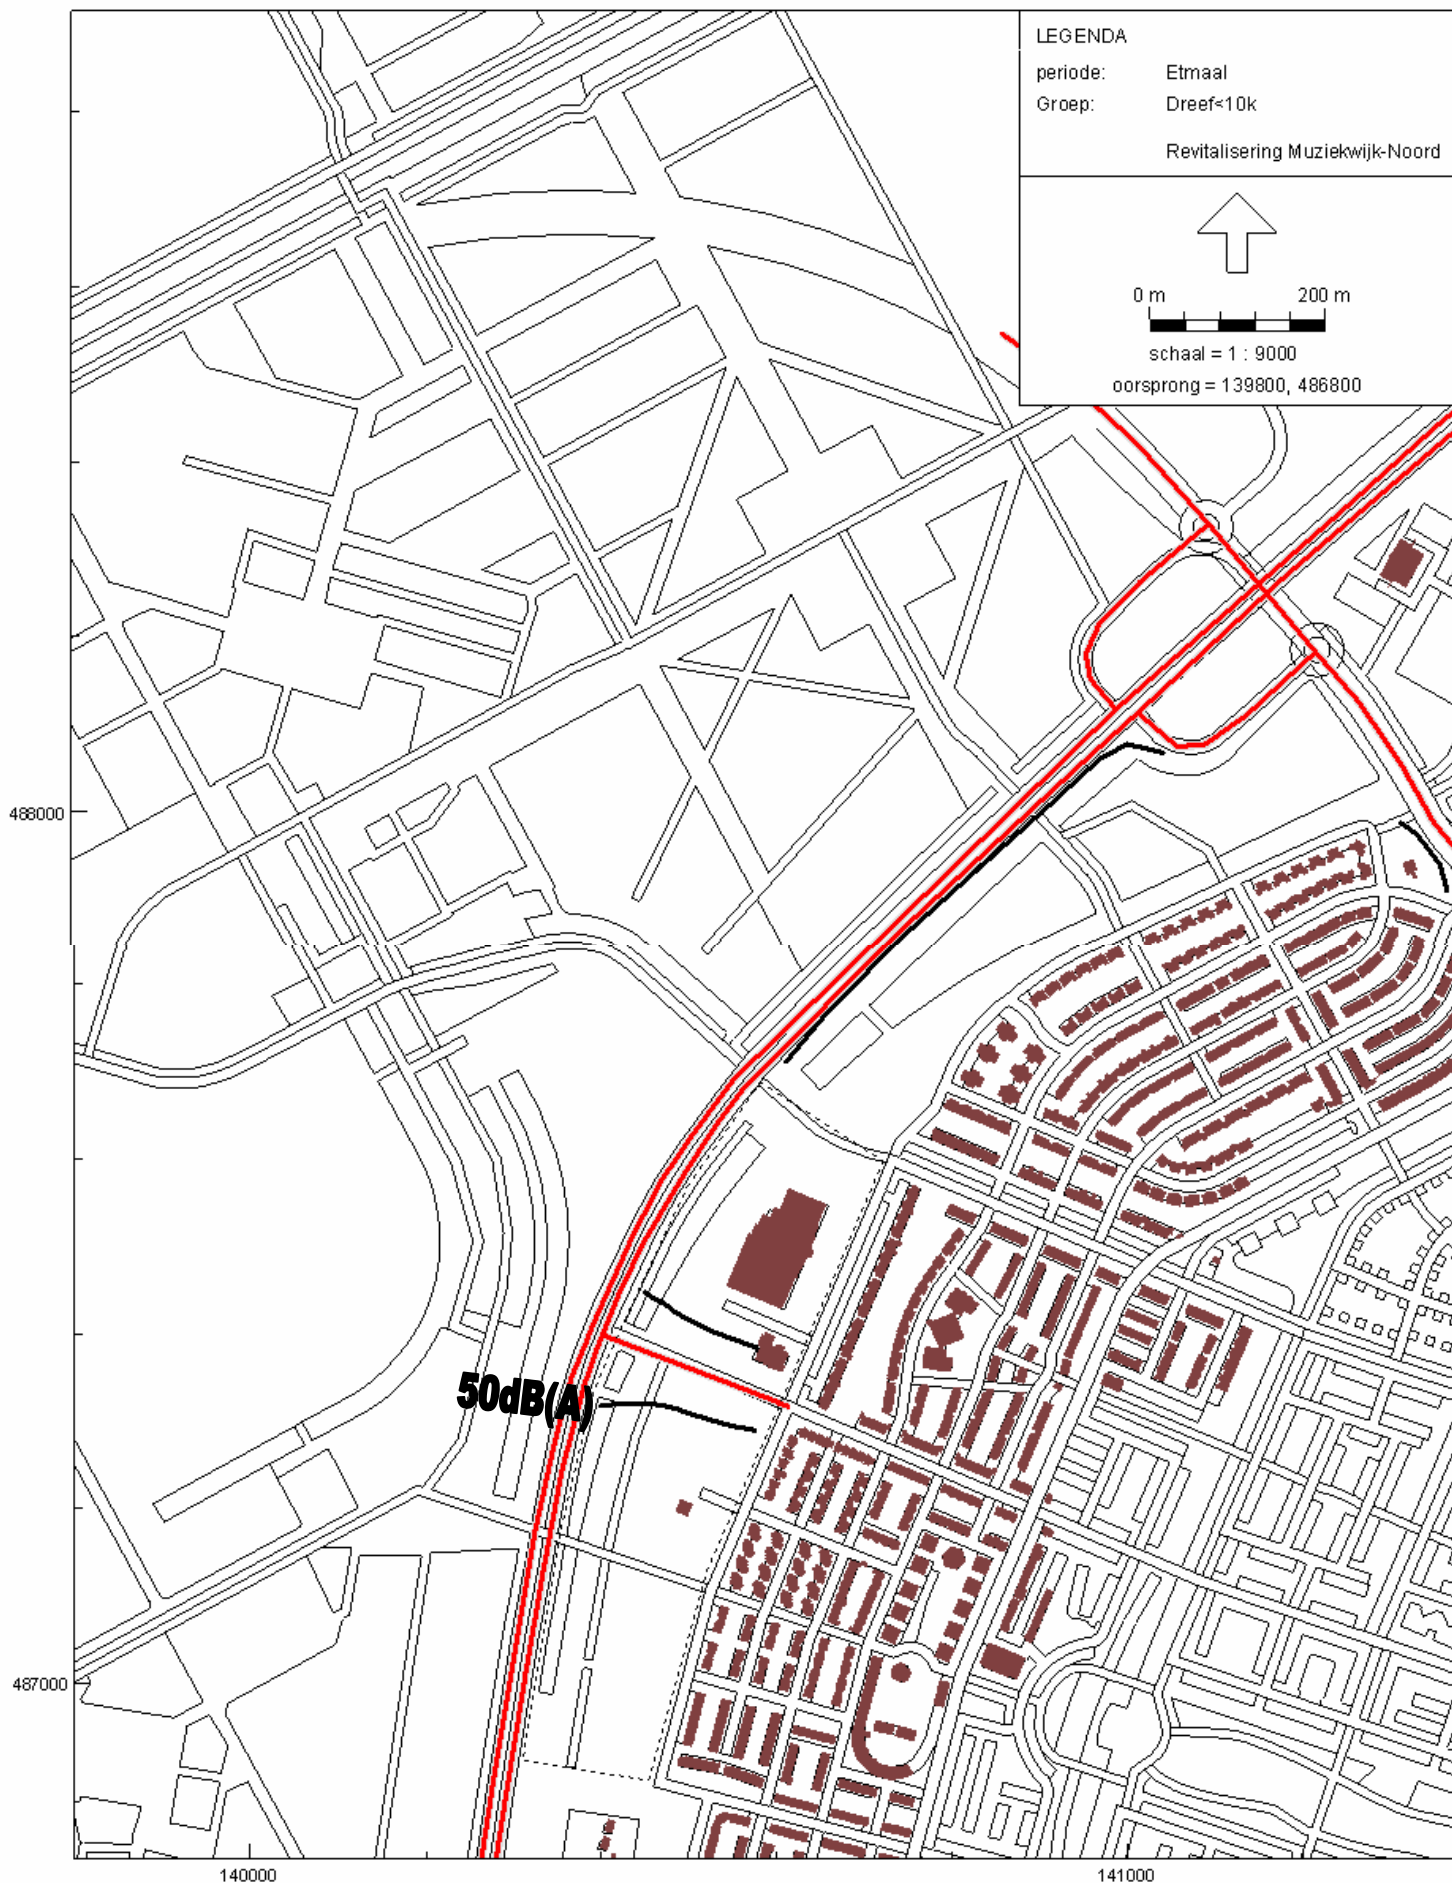 LEGENDA
periode: Etmaal
Groep: Dreef<10k
Revitalisering Muziekwijk-Noord
0 m 200 m
schaal = 1 : 9000
oorsprong = 139800, 486800
488000
50dB(A)
487000
140000 141000